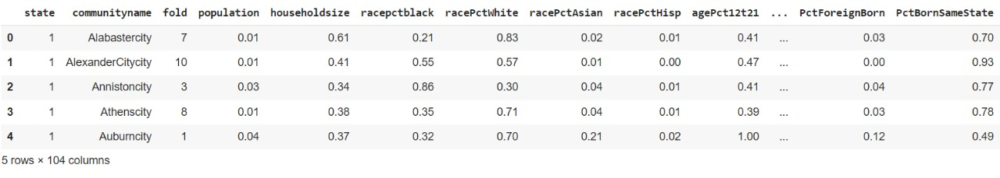 state communityname fold population householdsize racepctblack racePctWhite racePctAsian racePctHisp agePct12t21 ... PctForeignBorn PctBornSameState
0 1 Alabastercity 7 0.01 0.61 0.21 0.83 0.02 0.01 0.41 ... 0.03 0.70
1 1 AlexanderCitycity 10 0.01 0.41 0.55 0.57 0.01 0.00 0.47 ... 0.00 0.93
2 1 Annistoncity 3 0.03 0.34 0.86 0.30 0.04 0.01 0.41 ... 0.04 0.77
3 1 Athenscity 8 0.01 0.38 0.35 0.71 0.04 0.01 0.39 ... 0.03 0.78
4 1 Auburncity 1 0.04 0.37 0.32 0.70 0.21 0.02 1.00 ... 0.12 0.49
5 rows × 104 columns